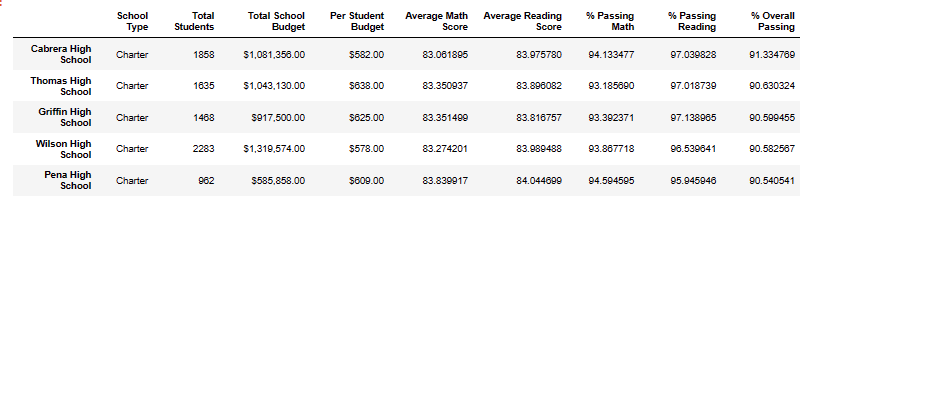 School Type Total Students Total School Budget Per Student Budget Average Math Score Average Reading Score % Passing Math % Passing Reading % Overall Passing
Cabrera High School Charter 1858 $1,081,356.00 $582.00 83.061895 83.975780 94.133477 97.039828 91.334769
Thomas High School Charter 1635 $1,043,130.00 $638.00 83.350937 83.896082 93.185690 97.018739 90.630324
Griffin High School Charter 1468 $917,500.00 $625.00 83.351499 83.816757 93.392371 97.138965 90.599455
Wilson High School Charter 2283 $1,319,574.00 $578.00 83.274201 83.989488 93.867718 96.539641 90.582567
Pena High School Charter 962 $585,858.00 $609.00 83.839917 84.044699 94.594595 95.945946 90.540541